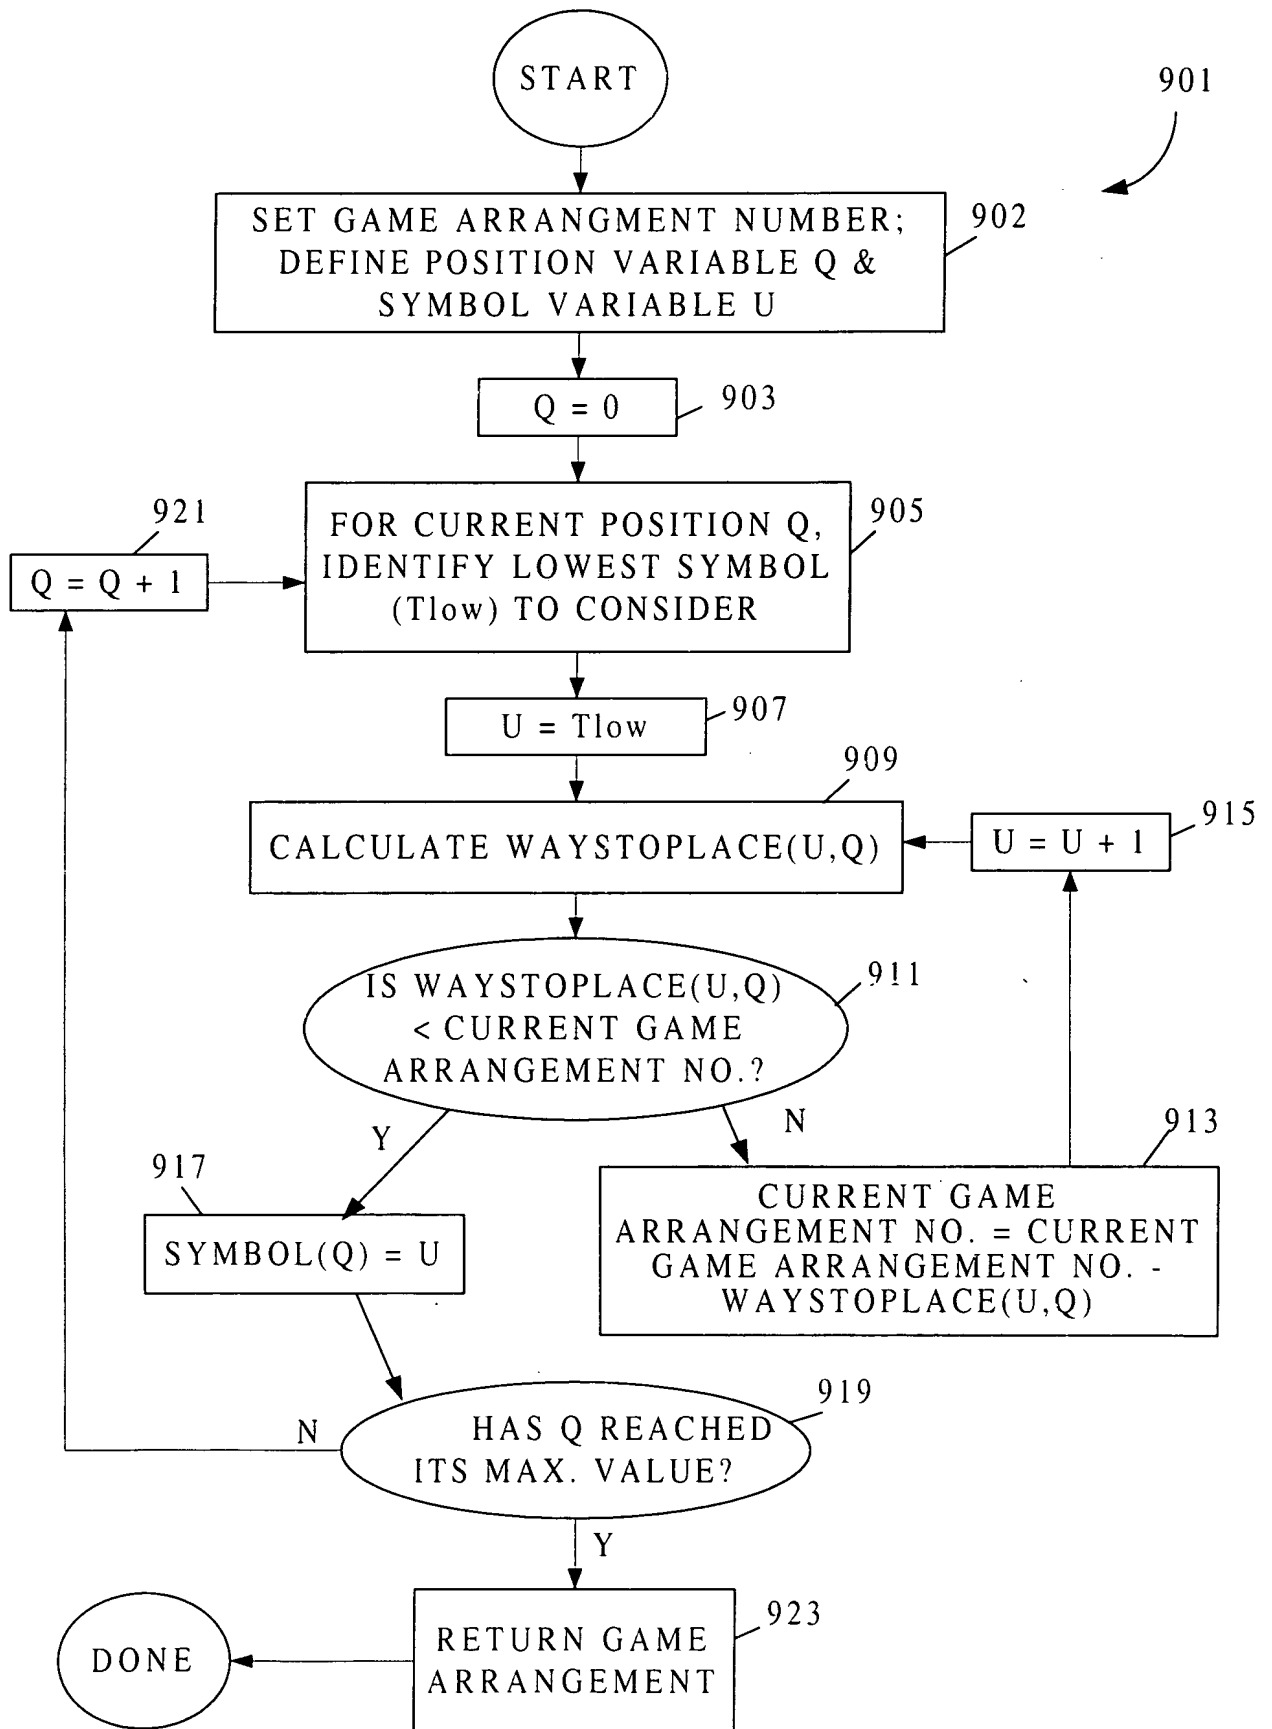 START
901
SET GAME ARRANGMENT NUMBER;
DEFINE POSITION VARIABLE Q &
SYMBOL VARIABLE U
902
Q = 0
903
921
Q = Q + 1
FOR CURRENT POSITION Q,
IDENTIFY LOWEST SYMBOL
(Tlow) TO CONSIDER
905
U = Tlow
907
909
CALCULATE WAYSTOPLACE(U,Q)
U = U + 1
915
IS WAYSTOPLACE(U,Q)
< CURRENT GAME
ARRANGEMENT NO.?
911
Y
N
913
917
SYMBOL(Q) = U
CURRENT GAME
ARRANGEMENT NO. = CURRENT
GAME ARRANGEMENT NO. -
WAYSTOPLACE(U,Q)
919
N
HAS Q REACHED
ITS MAX. VALUE?
Y
923
RETURN GAME
ARRANGEMENT
DONE